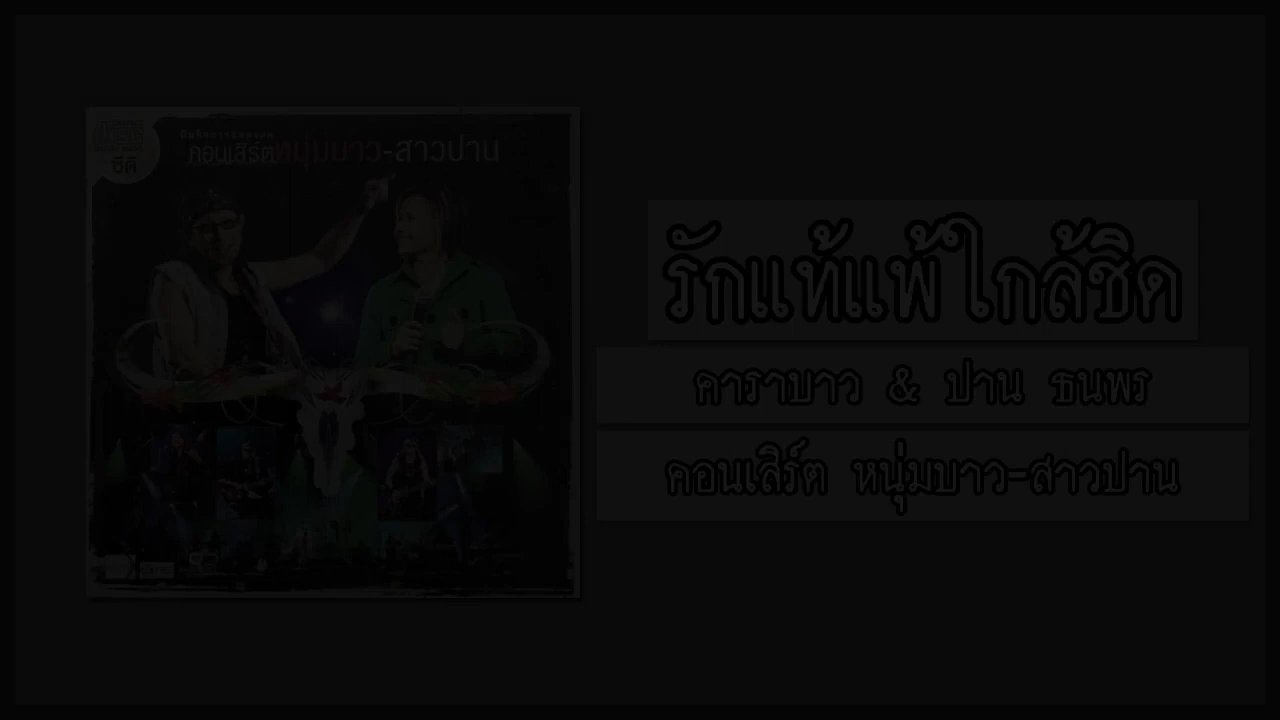 ซีดี
คอนเสิร์ตหนุ่มบาว-สาวปาน
รักแท้แพ้ใกล้ชิด
คาราบาว & ปาน ธนพร
คอนเสิร์ต หนุ่มบาว-สาวปาน